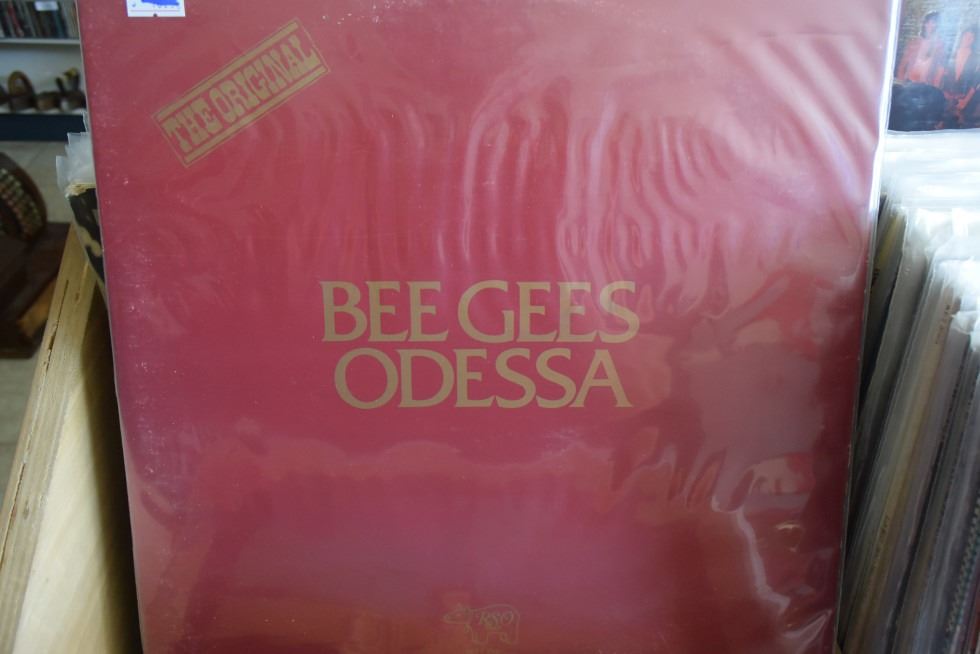 THE ORIGINAL
BEE GEES
ODESSA
RSO